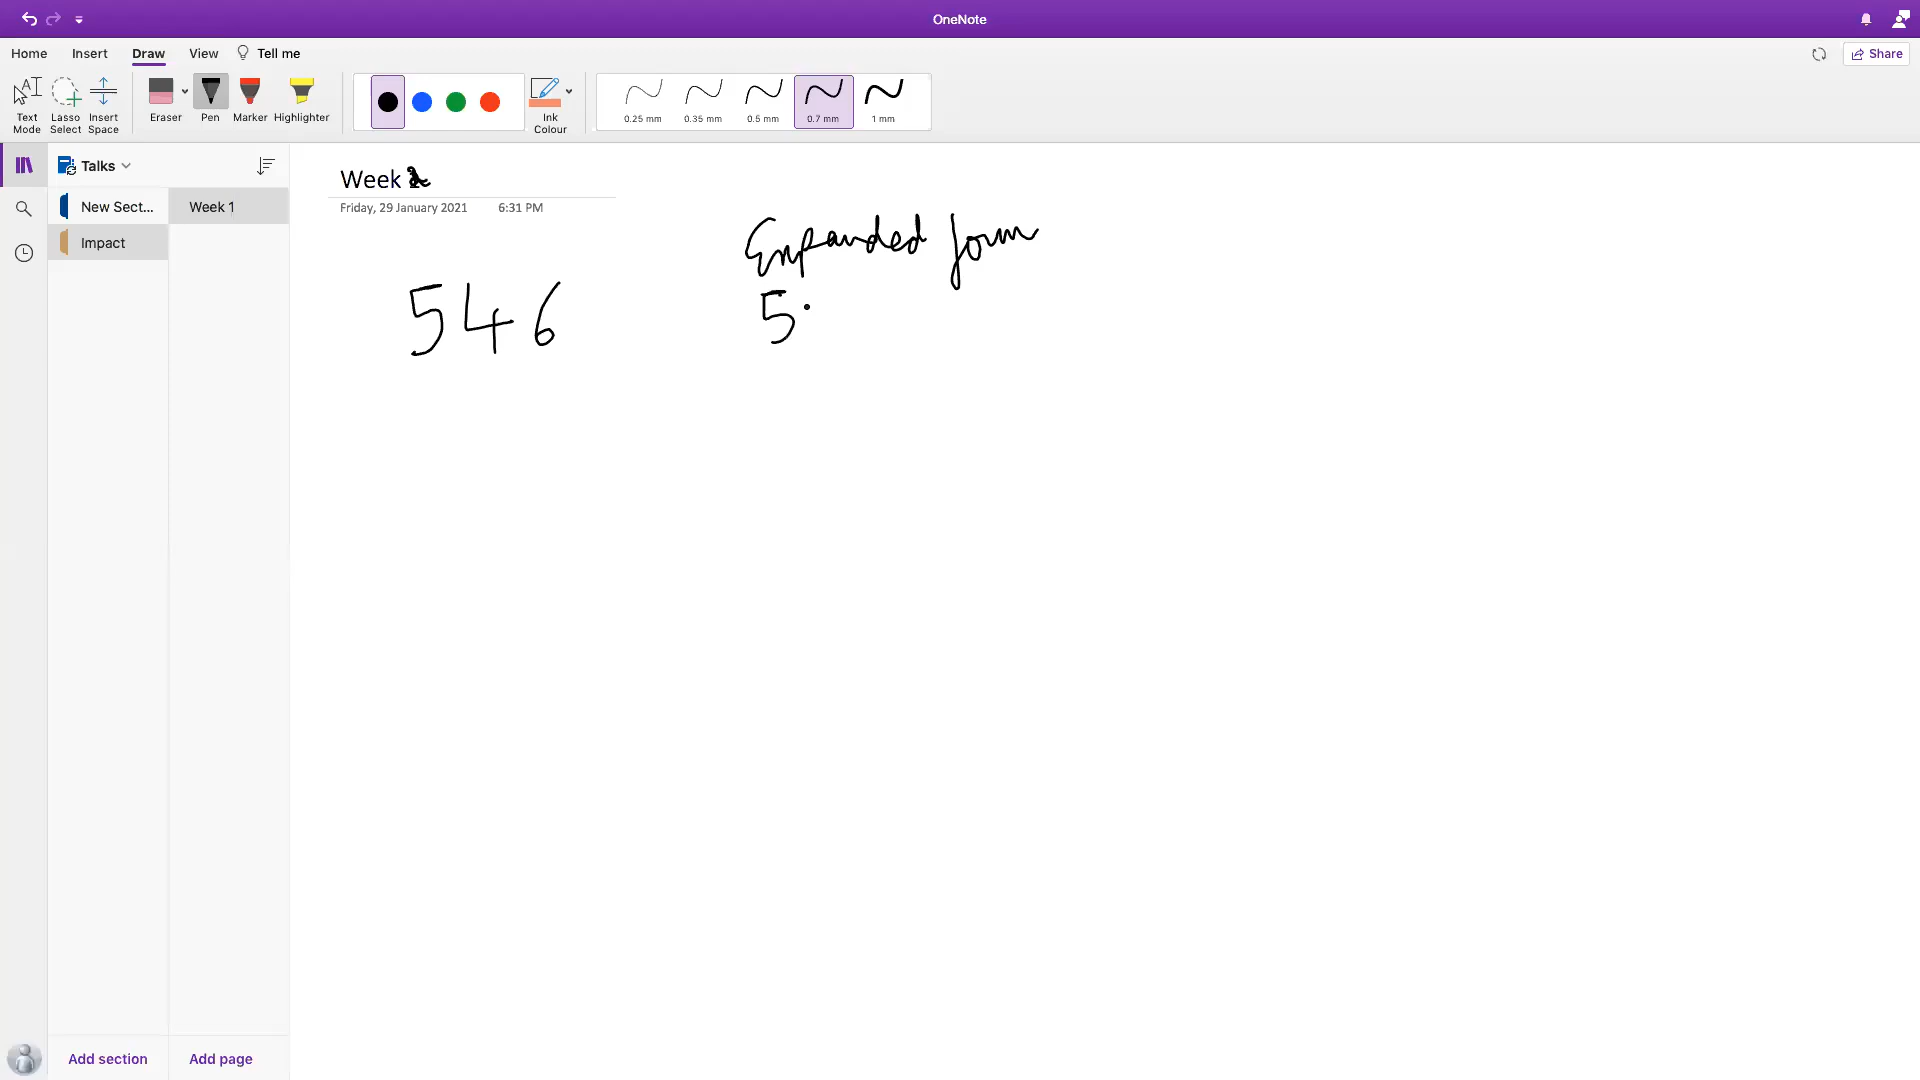 OneNote
Home Insert Draw View Tell me Share
Text Mode Lasso Select Insert Space Eraser Pen Marker Highlighter Ink Colour 0.25 mm 0.35 mm 0.5 mm 0.7 mm 1 mm
Talks
New Sect... Week 1
Impact
Week 2
Friday, 29 January 2021 6:31 PM
Expanded form
546 5
Add section Add page